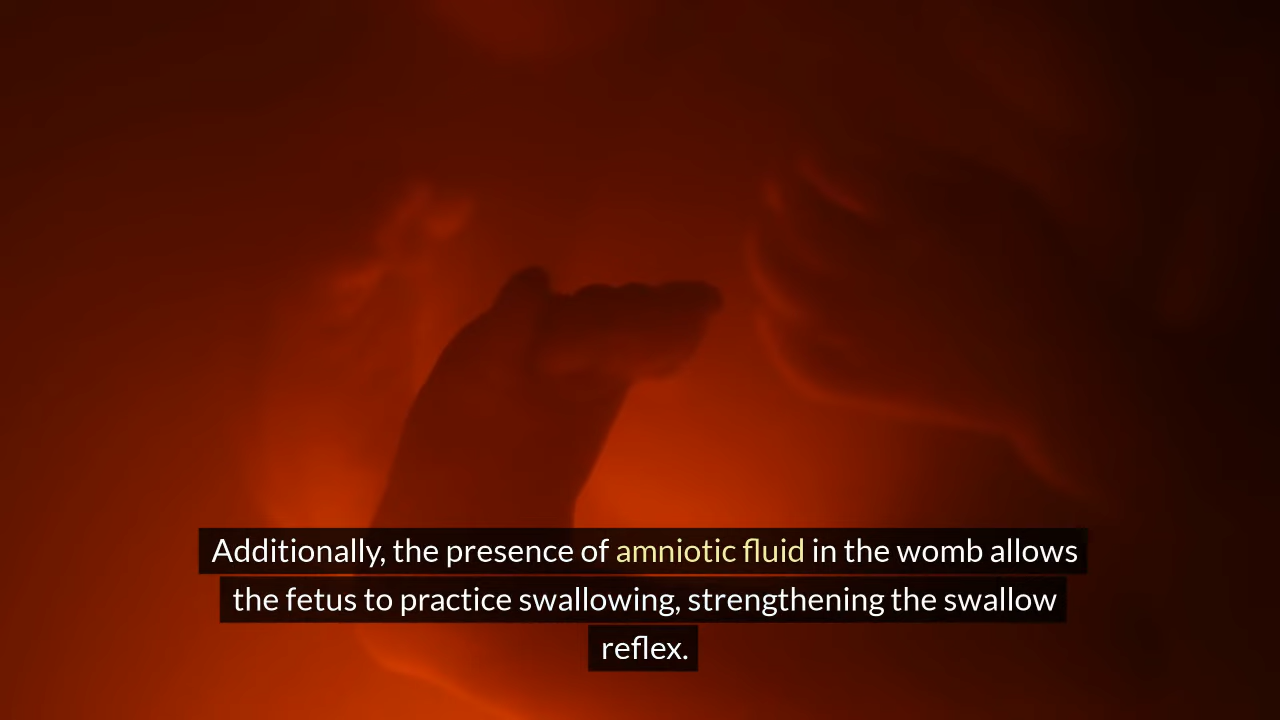 Additionally, the presence of amniotic fluid in the womb allows
the fetus to practice swallowing, strengthening the swallow
reflex.